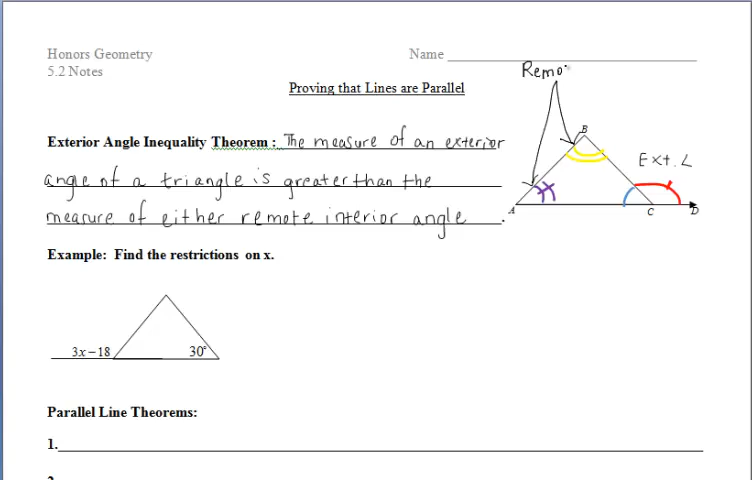 Honors Geometry Name
5.2 Notes
Remo
Proving that Lines are Parallel
Exterior Angle Inequality Theorem : The measure of an exterior
angle of a triangle is greater than the
measure of either remote interior angle.
B
Ext. ∠
A C D
Example: Find the restrictions on x.
3x−18 30°
Parallel Line Theorems:
1.